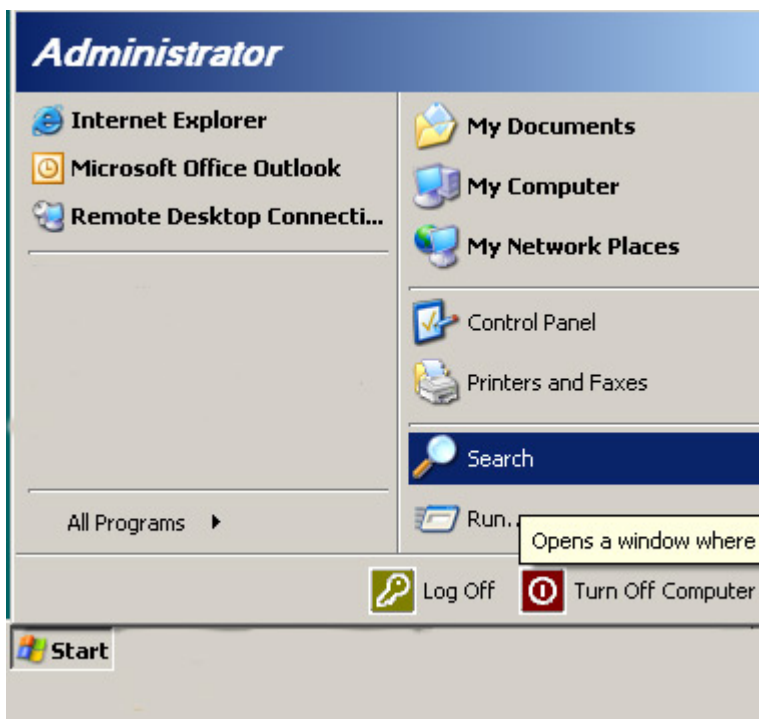 Administrator
Internet Explorer
Microsoft Office Outlook
Remote Desktop Connecti...
All Programs
My Documents
My Computer
My Network Places
Control Panel
Printers and Faxes
Search
Run..
Opens a window where
Log Off
Turn Off Computer
Start